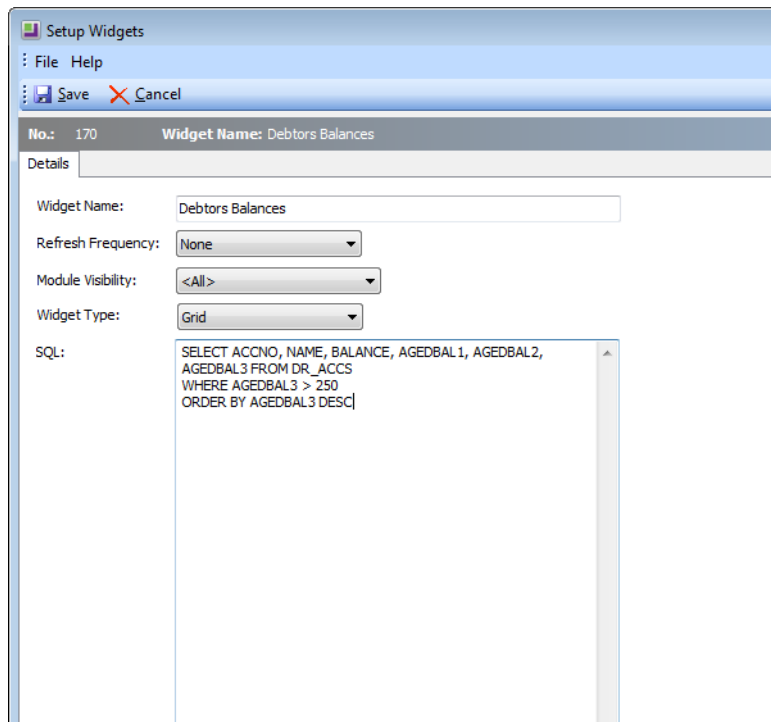 Setup Widgets
File Help
Save Cancel
No.: 170 Widget Name: Debtors Balances
Details
Widget Name: Debtors Balances
Refresh Frequency: None
Module Visibility: <All>
Widget Type: Grid
SQL: SELECT ACCNO, NAME, BALANCE, AGEDBAL1, AGEDBAL2,
AGEDBAL3 FROM DR_ACCS
WHERE AGEDBAL3 > 250
ORDER BY AGEDBAL3 DESC